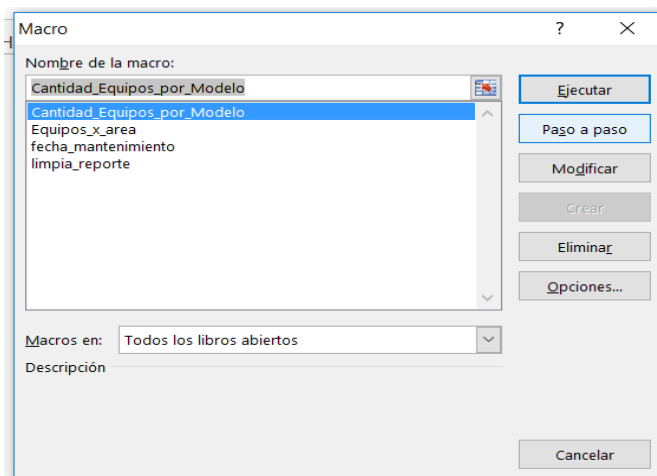 Macro
?
H
Nombre de la macro:
Cantidad_Equipos_por_Modelo
Cantidad_Equipos_por_Modelo
Equipos_x_area
fecha_mantenimiento
limpia_reporte
Ejecutar
Paso a paso
Modificar
Crear
Eliminar
Opciones...
Macros en:
Todos los libros abiertos
Descripción
Cancelar